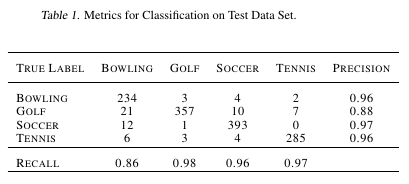 Table 1. Metrics for Classification on Test Data Set.
TRUE LABEL BOWLING GOLF SOCCER TENNIS PRECISION
BOWLING 234 3 4 2 0.96
GOLF 21 357 10 7 0.88
SOCCER 12 1 393 0 0.97
TENNIS 6 3 4 285 0.96
RECALL 0.86 0.98 0.96 0.97